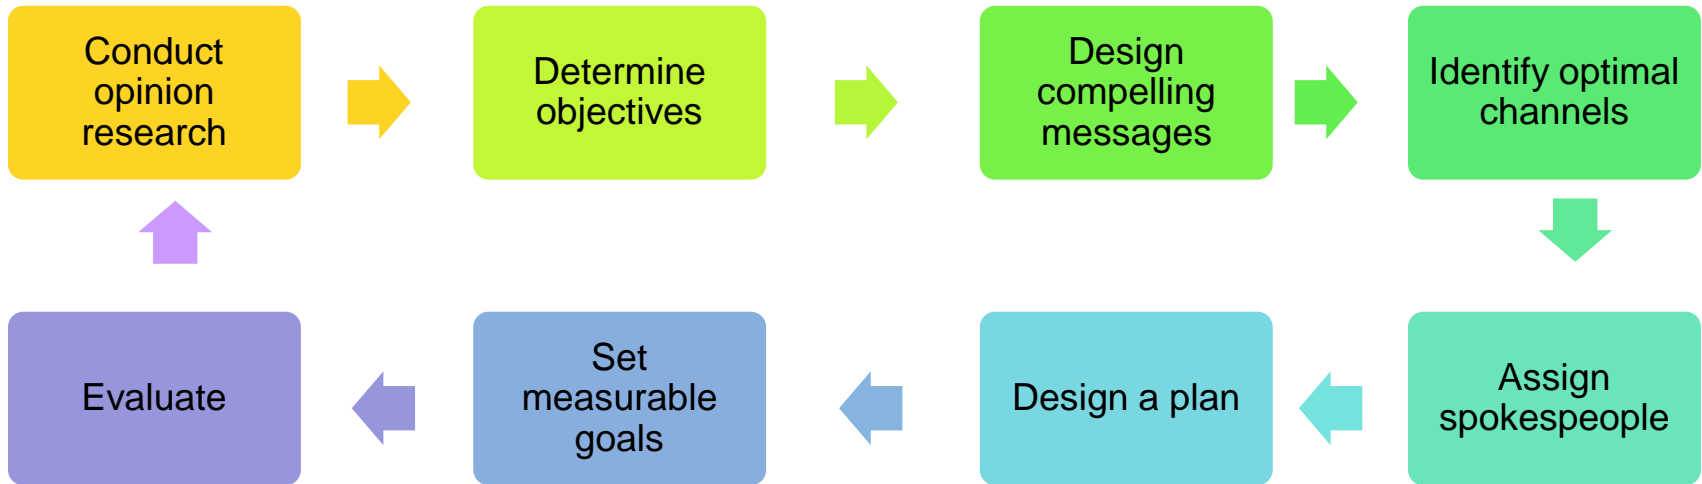 Conduct
opinion
research
Determine
objectives
Design
compelling
messages
Identify optimal
channels
Evaluate
Set
measurable
goals
Design a plan
Assign
spokespeople